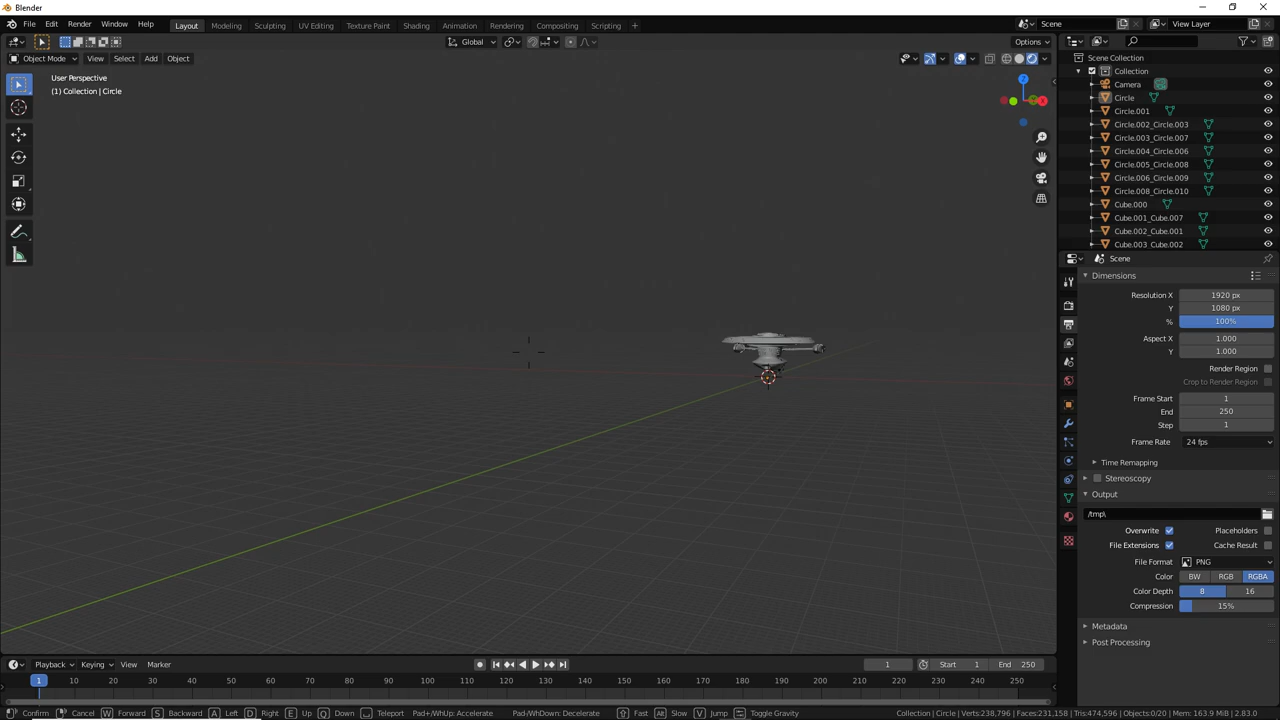 Blender
File Edit Render Window Help Layout Modeling Sculpting UV Editing Texture Paint Shading Animation Rendering Compositing Scripting + Scene View Layer
Global Options
Object Mode View Select Add Object
User Perspective
(1) Collection | Circle
Z
X
Y
Scene Collection
Collection
Camera
Circle
Circle.001
Circle.002_Circle.003
Circle.003_Circle.007
Circle.004_Circle.006
Circle.005_Circle.008
Circle.006_Circle.009
Circle.008_Circle.010
Cube.000
Cube.001_Cube.007
Cube.002_Cube.001
Cube.003_Cube.002
Scene
Dimensions
Resolution X 1920 px
Y 1080 px
% 100%
Aspect X 1.000
Y 1.000
Render Region
Crop to Render Region
Frame Start 1
End 250
Step 1
Frame Rate 24 fps
Time Remapping
Stereoscopy
Output
/tmp\
Overwrite Placeholders
File Extensions Cache Result
File Format PNG
Color BW RGB RGBA
Color Depth 8 16
Compression 15%
Metadata
Post Processing
Playback Keying View Marker 1 Start 1 End 250
1 10 20 30 40 50 60 70 80 90 100 110 120 130 140 150 160 170 180 190 200 210 220 230 240 250
Confirm Cancel W Forward S Backward A Left D Right E Up Q Down Teleport Pad+/WhUp: Accelerate Pad-/WhDown: Decelerate Fast Alt Slow V Jump Toggle Gravity Collection | Circle | Verts:238,796 | Faces:231,158 | Tris:474,596 | Objects:0/20 | Mem: 163.9 MiB | 2.83.0